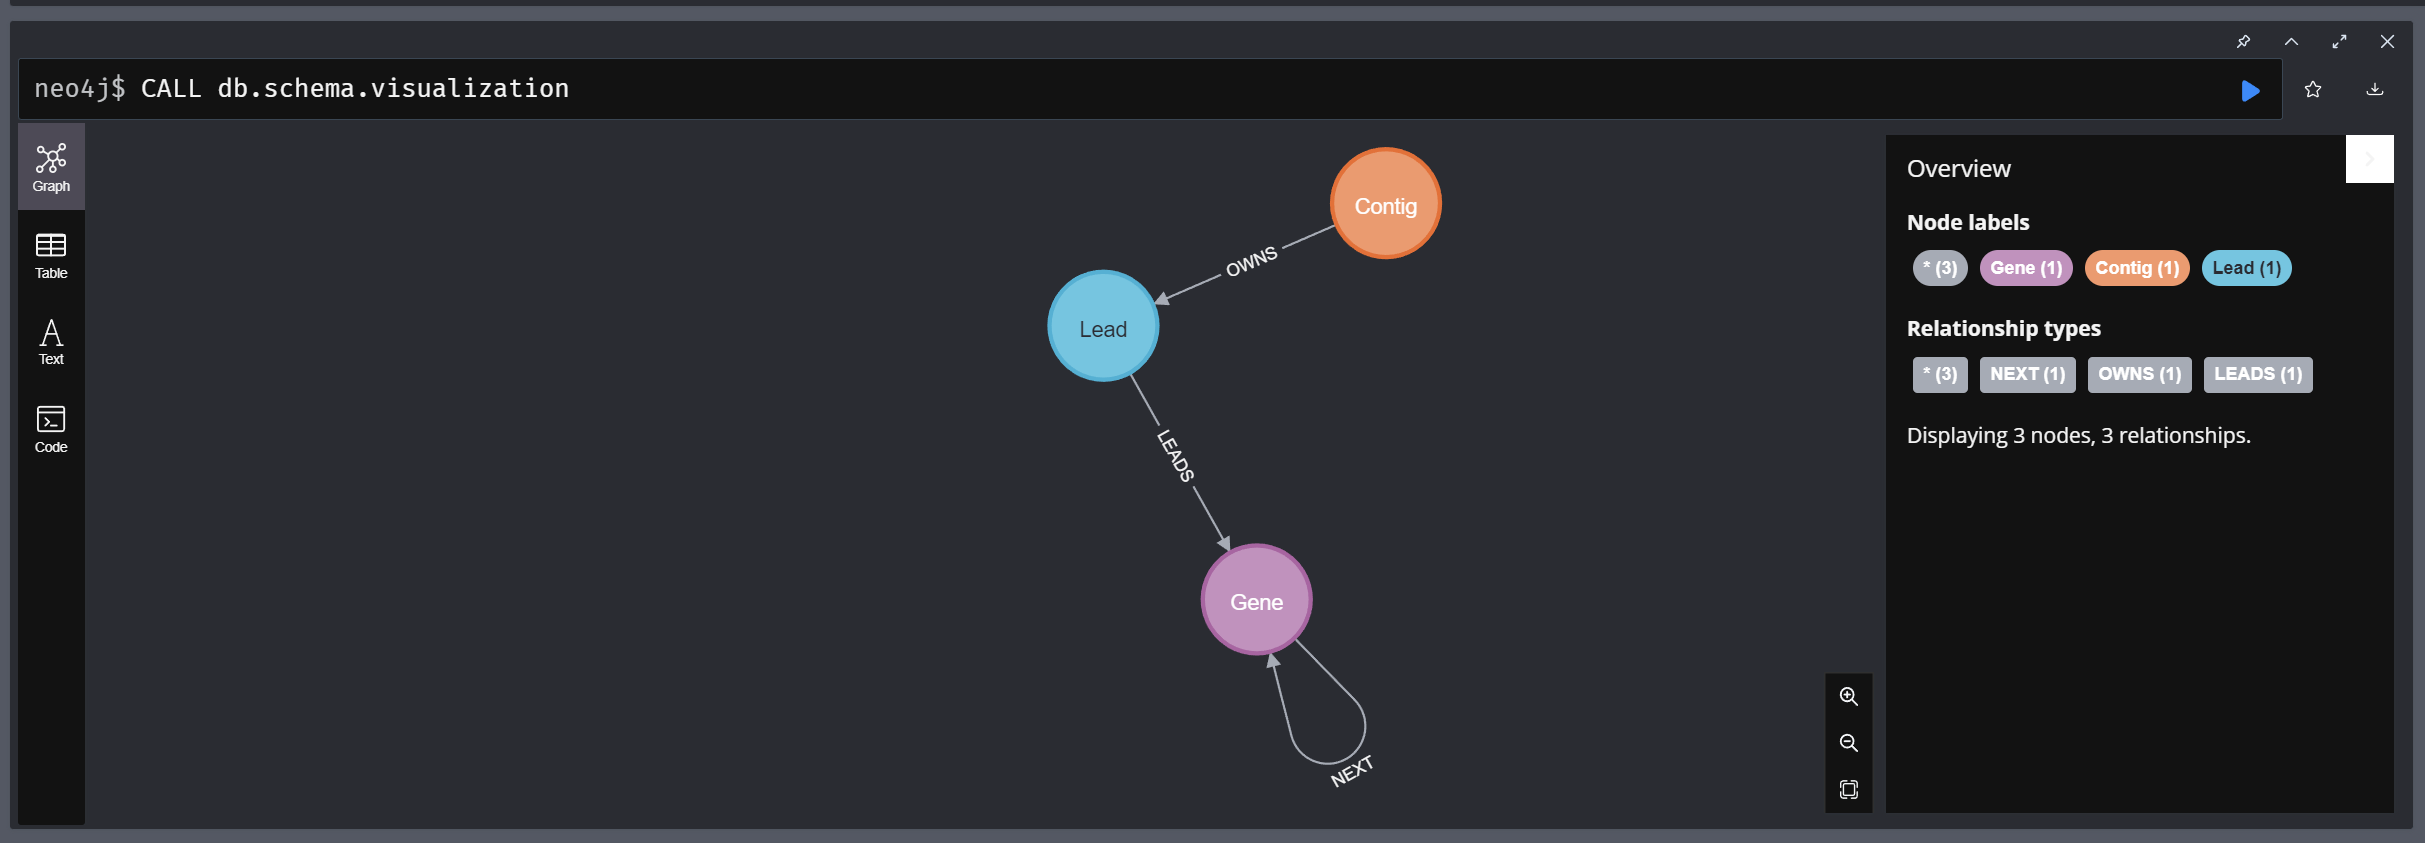 neo4j$ CALL db.schema.visualization
Graph
Table
Text
Code
Contig
OWNS
Lead
LEADS
Gene
NEXT
Overview
Node labels
* (3) Gene (1) Contig (1) Lead (1)
Relationship types
* (3) NEXT (1) OWNS (1) LEADS (1)
Displaying 3 nodes, 3 relationships.